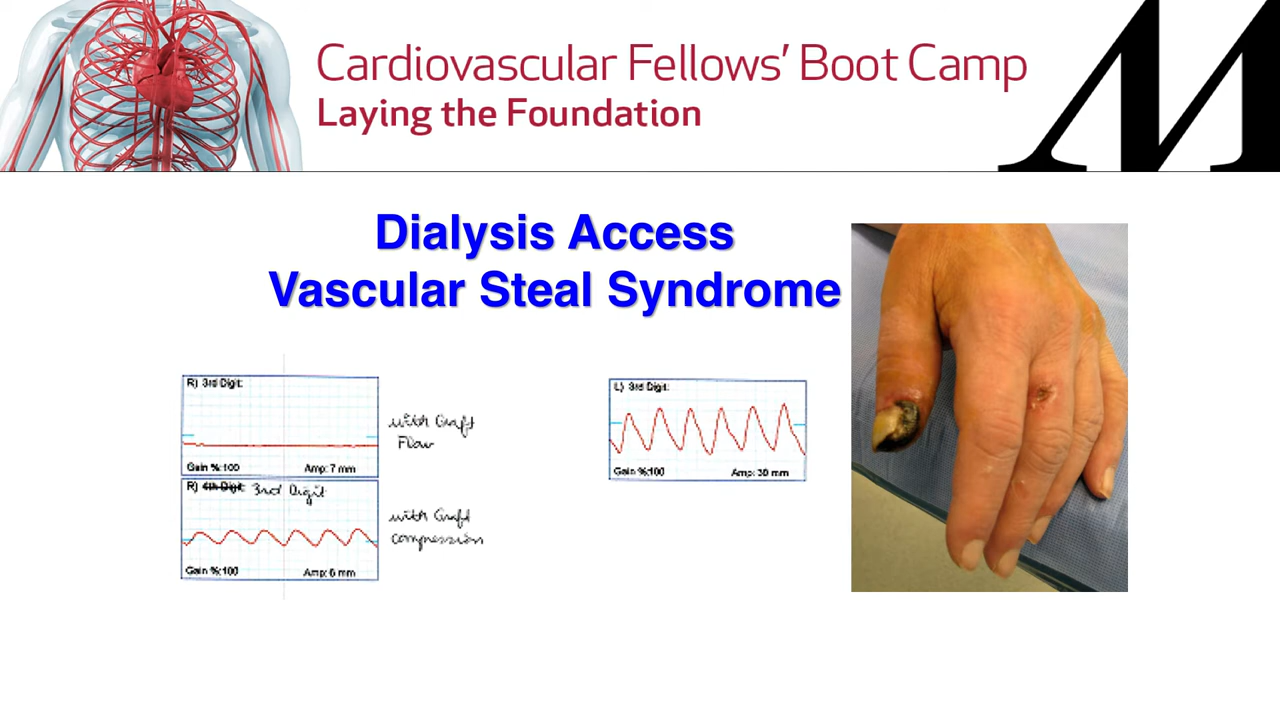 Cardiovascular Fellows' Boot Camp
Laying the Foundation
M
Dialysis Access
Vascular Steal Syndrome
R) 3rd Digit:
Gain %:100 Amp: 7 mm
with Graft
Flow
R) 4th Digit: 3rd Digit
Gain %:100 Amp: 6 mm
with Graft
compression
L) 3rd Digit:
Gain %:100 Amp: 30 mm